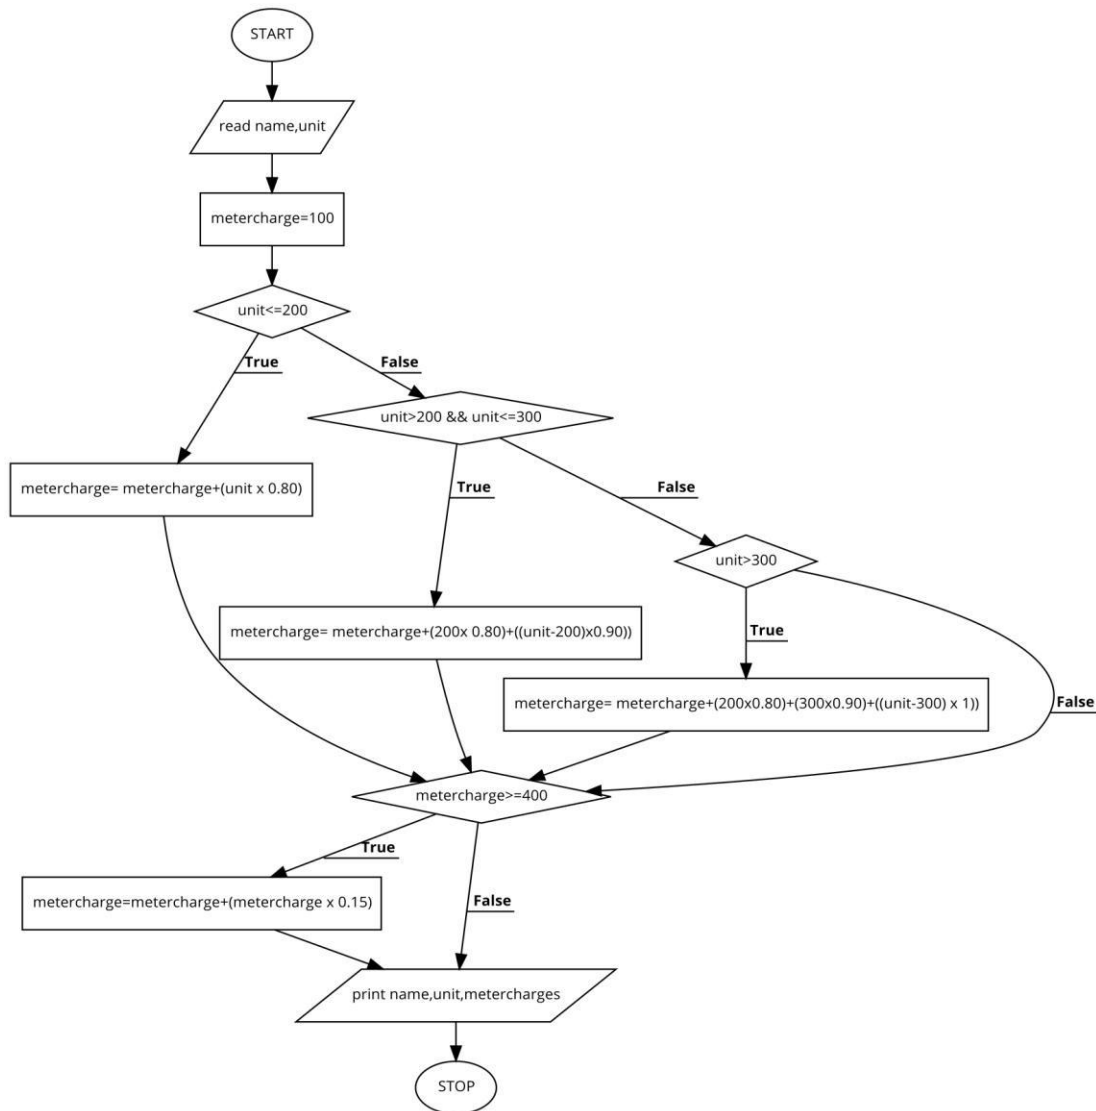 START
read name,unit
metercharge=100
unit<=200
True
False
unit>200 && unit<=300
metercharge= metercharge+(unit x 0.80)
True
False
unit>300
metercharge= metercharge+(200x 0.80)+((unit-200)x0.90))
True
metercharge= metercharge+(200x0.80)+(300x0.90)+((unit-300) x 1))
False
metercharge>=400
True
metercharge=metercharge+(metercharge x 0.15)
False
print name,unit,metercharges
STOP